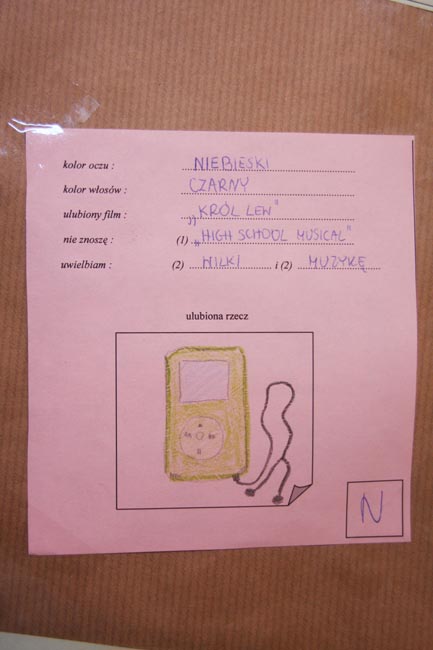 kolor oczu : NIEBIESKI
kolor włosów : CZARNY
ulubiony film : „KRÓL LEW"
nie znoszę : (1) „HIGH SCHOOL MUSICAL"
uwielbiam : (2) WILKI i (2) MUZYKĘ
ulubiona rzecz
N